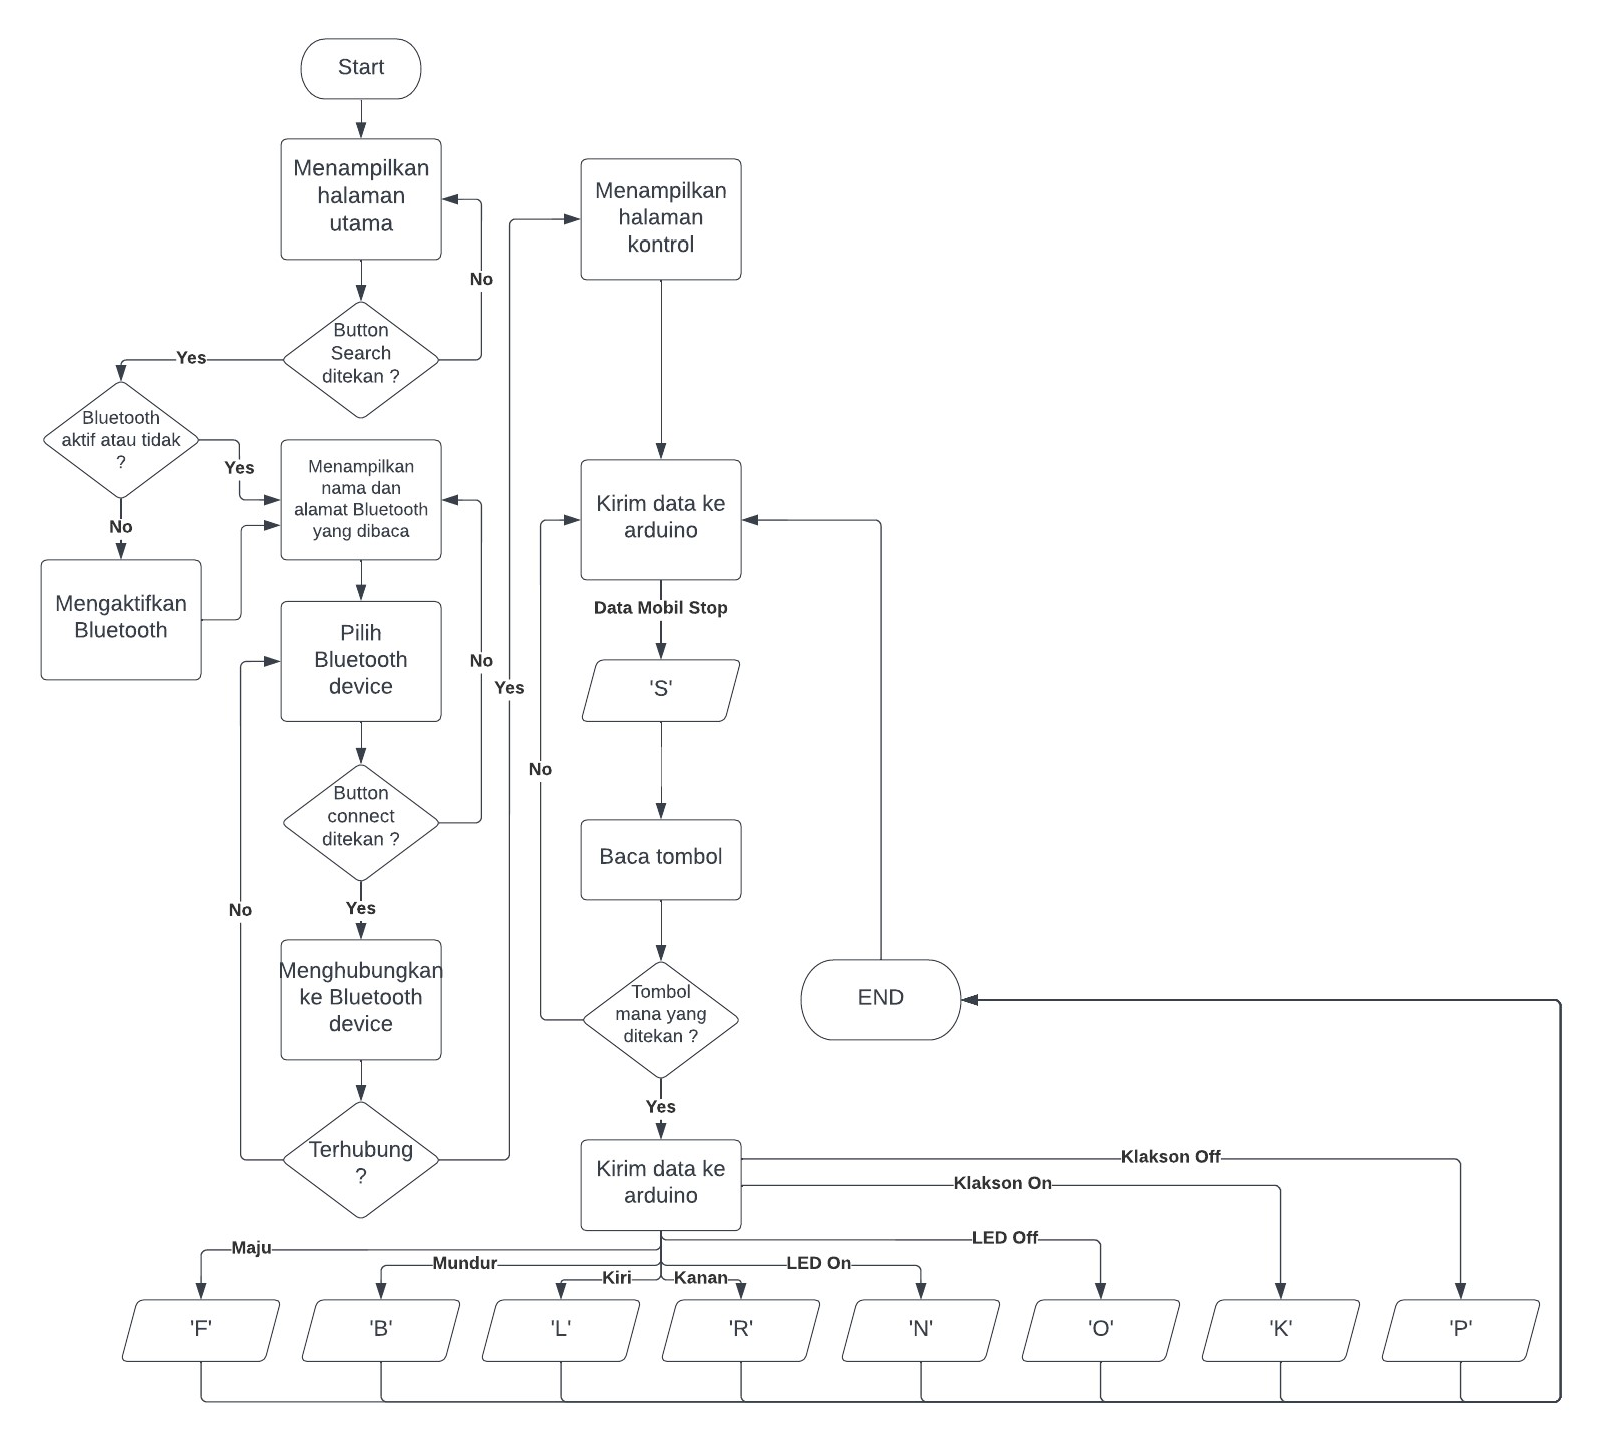 Start
Menampilkan
halaman
utama
No
Button
Search
ditekan ?
Yes
Bluetooth
aktif atau tidak
?
Yes
No
Mengaktifkan
Bluetooth
Menampilkan
nama dan
alamat Bluetooth
yang dibaca
Pilih
Bluetooth
device
No
Button
connect
ditekan ?
Yes
No
Menghubungkan
ke Bluetooth
device
Terhubung
?
Yes
Menampilkan
halaman
kontrol
Kirim data ke
arduino
Data Mobil Stop
'S'
No
Baca tombol
Tombol
mana yang
ditekan ?
END
Yes
Kirim data ke
arduino
Klakson Off
Klakson On
LED Off
Maju
Mundur
LED On
Kiri
Kanan
'F'
'B'
'L'
'R'
'N'
'O'
'K'
'P'